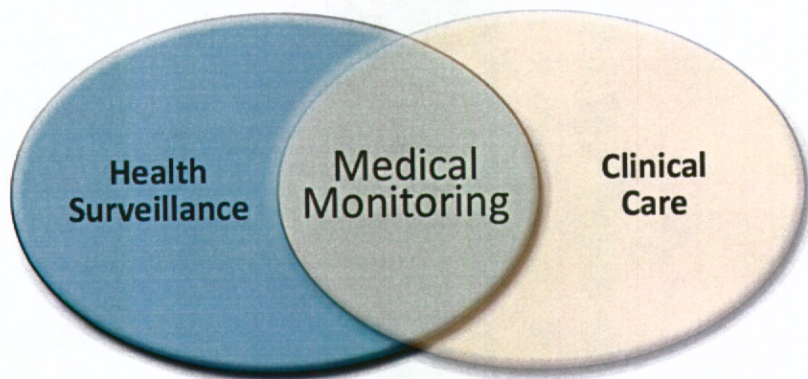 Health
Surveillance
Medical
Monitoring
Clinical
Care